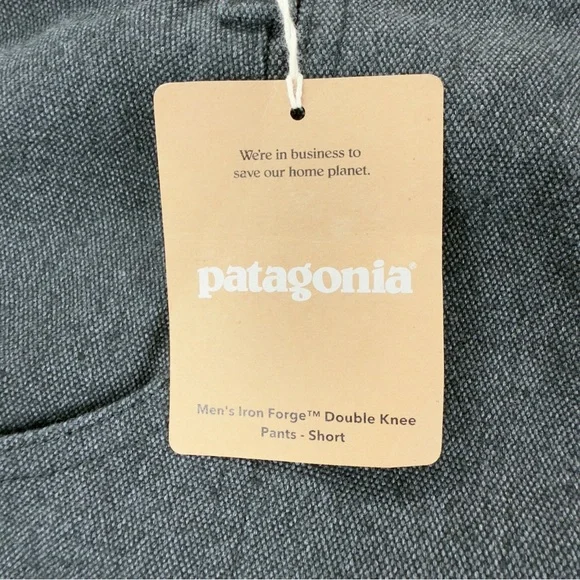 We're in business to
save our home planet.
patagonia®
Men's Iron Forge™ Double Knee
Pants - Short